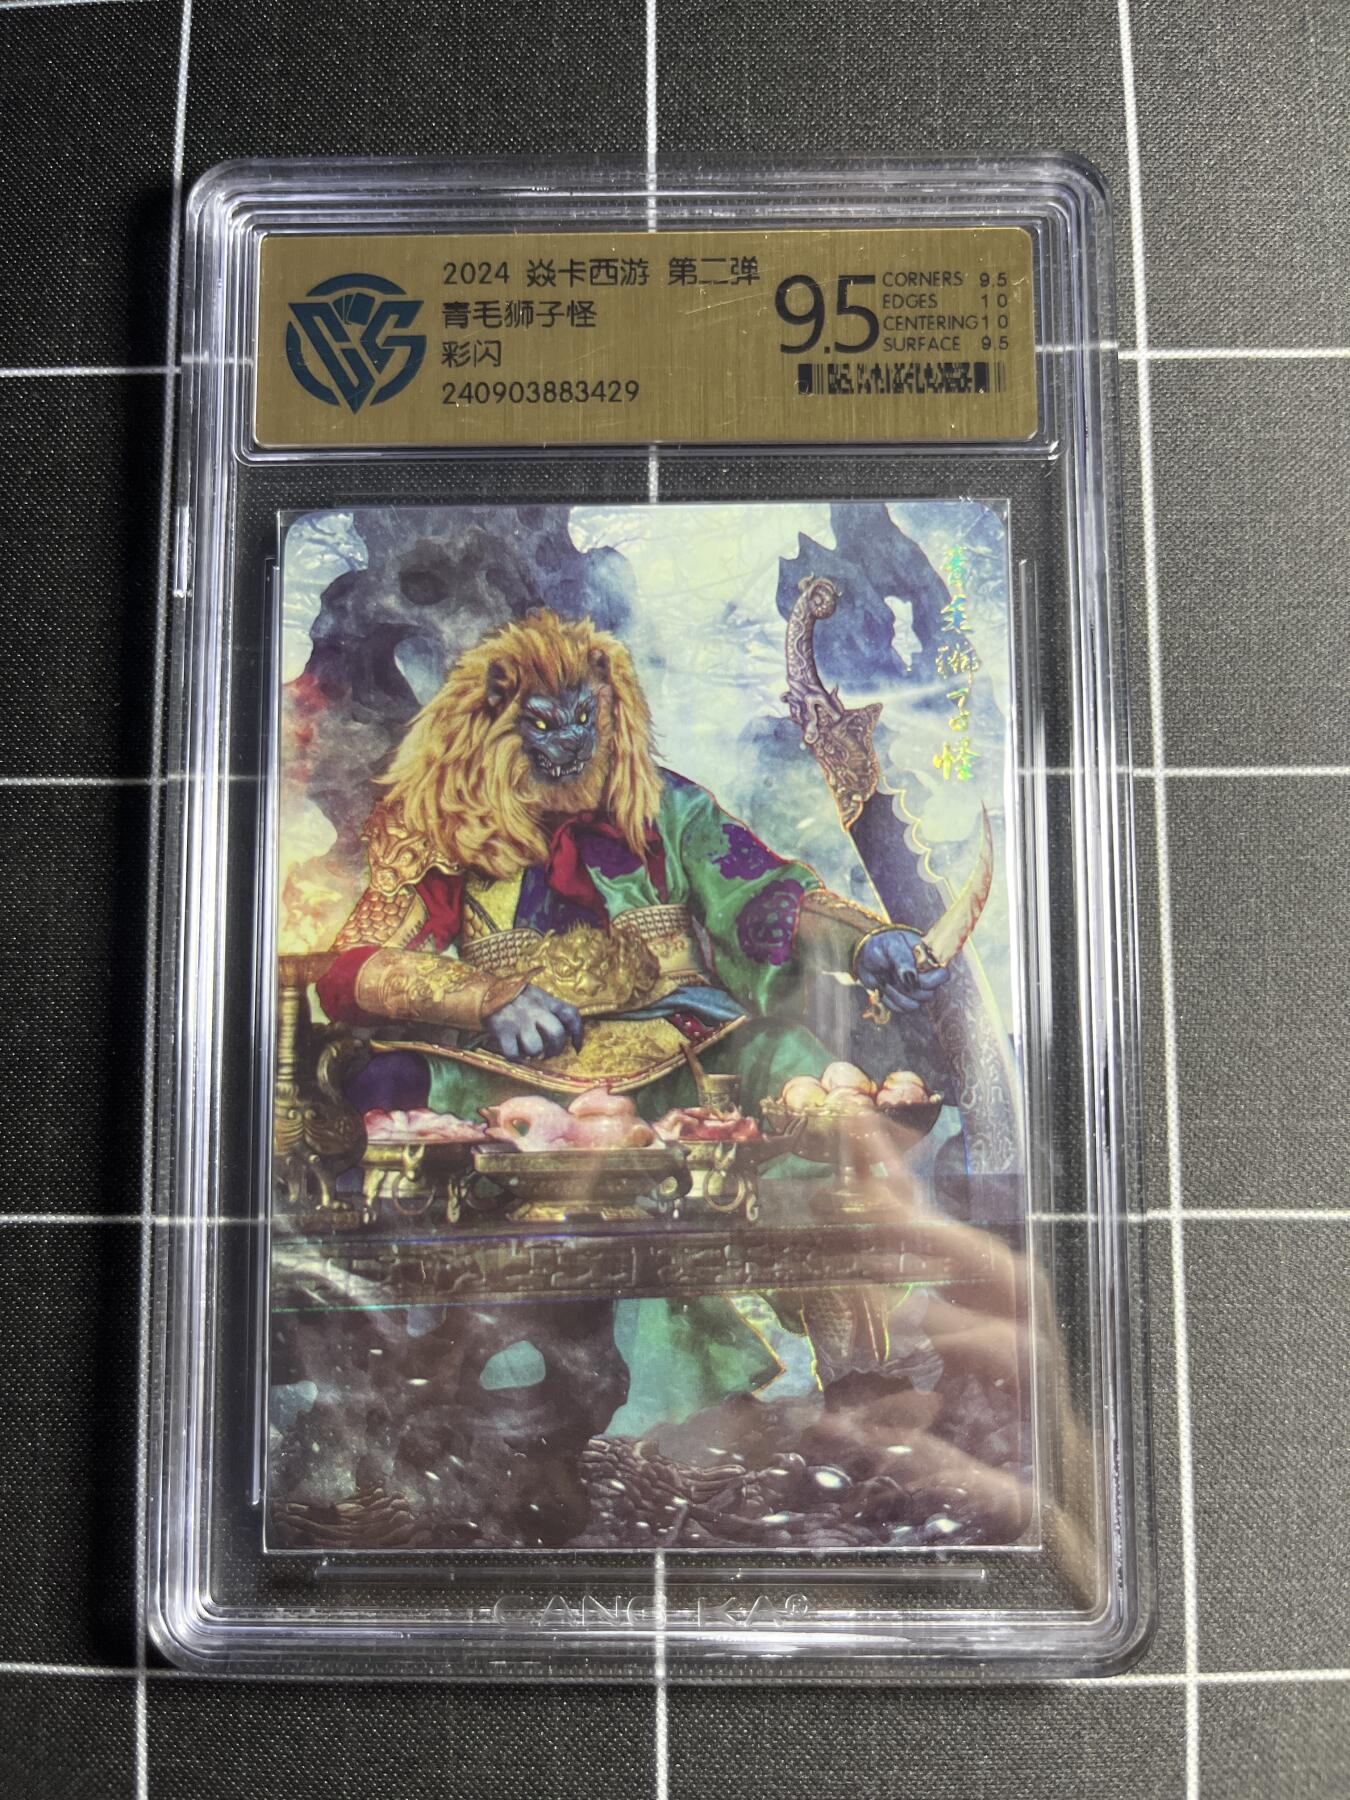 2024 焱卡西游 第二弹
青毛狮子怪
彩闪
240903883429
9.5
CORNERS 9.5
EDGES 10
CENTERING 10
SURFACE 9.5
青毛狮子怪
CANG KA®